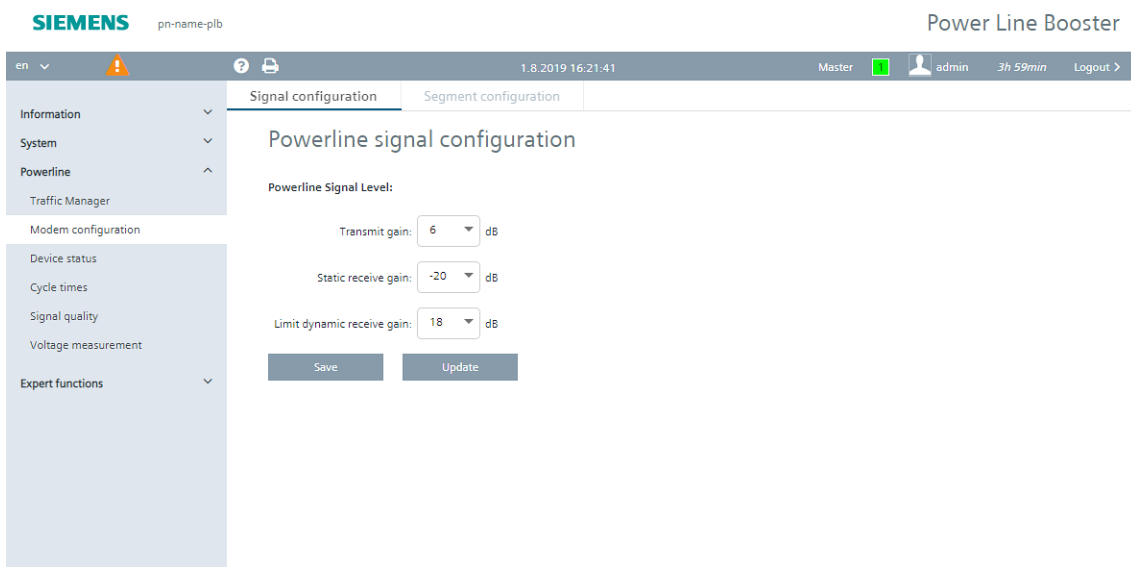 SIEMENS pn-name-plb Power Line Booster
en 1.8.2019 16:21:41 Master 1 admin 3h 59min Logout >
Information
System
Powerline
Traffic Manager
Modem configuration
Device status
Cycle times
Signal quality
Voltage measurement
Expert functions
Signal configuration Segment configuration
Powerline signal configuration
Powerline Signal Level:
Transmit gain: 6 dB
Static receive gain: -20 dB
Limit dynamic receive gain: 18 dB
Save Update